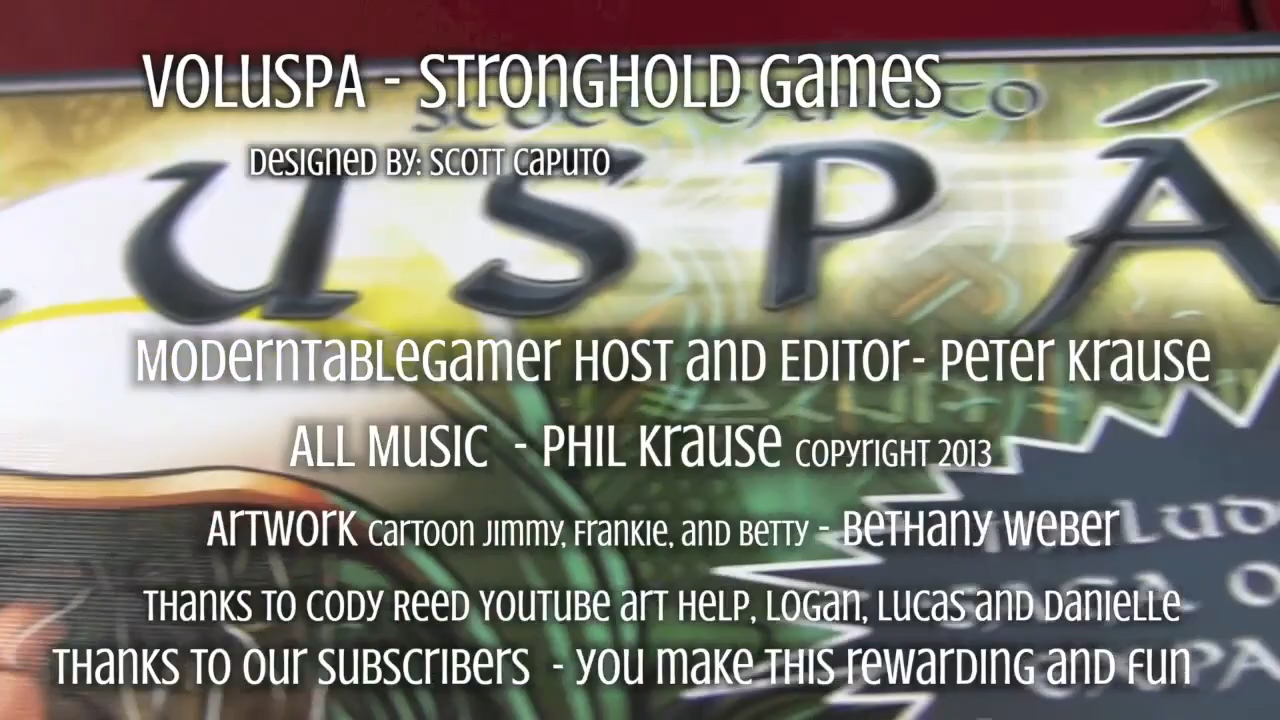 VOLUSPA - STRONGHOLD GAMES
SCOTT CAPUTO
DESIGNED BY: SCOTT CAPUTO
USPÁ
MODERNTABLEGAMER HOST AND EDITOR- PETER KRAUSE
ALL MUSIC - PHIL KRAUSE COPYRIGHT 2013
ARTWORK CARTOON JIMMY, FRANKIE, AND BETTY - BETHANY WEBER
THANKS TO CODY REED YOUTUBE ART HELP, LOGAN, LUCAS AND DANIELLE
THANKS TO OUR SUBSCRIBERS - YOU MAKE THIS REWARDING AND FUN